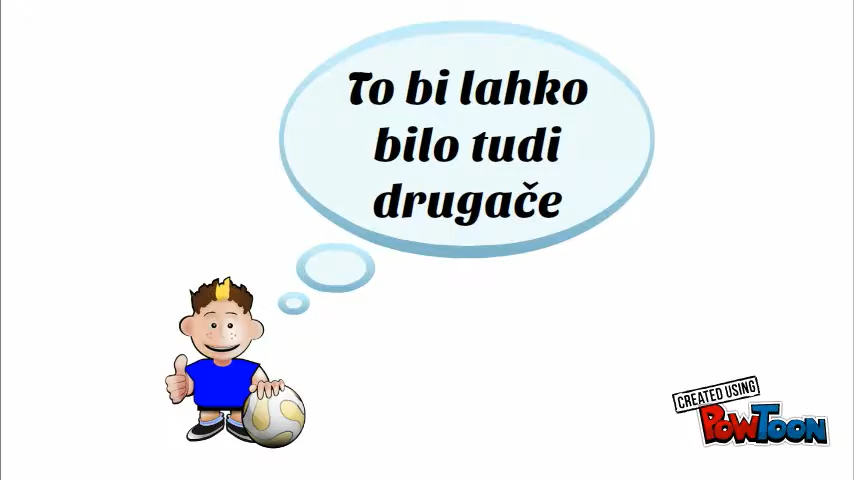 To bi lahko
bilo tudi
drugače
CREATED USING
POWTOON